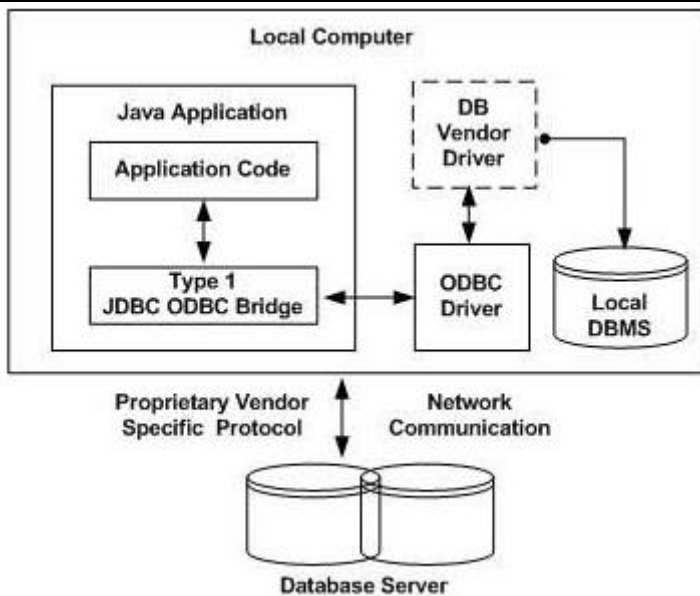 Local Computer
Java Application
Application Code
Type 1
JDBC ODBC Bridge
DB
Vendor
Driver
ODBC
Driver
Local
DBMS
Proprietary Vendor
Specific Protocol
Network
Communication
Database Server